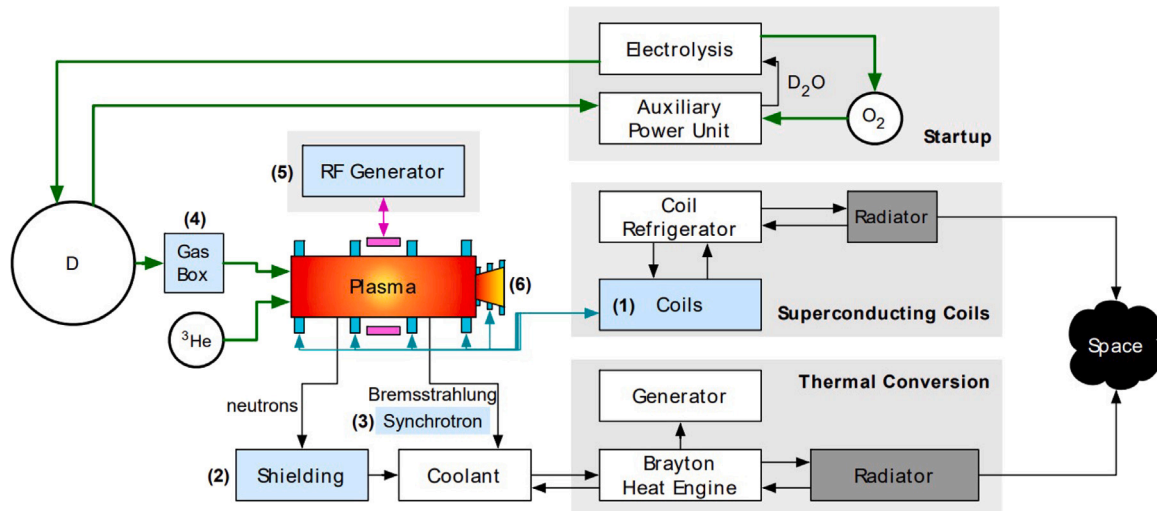 Electrolysis
D₂O
Auxiliary
Power Unit
O₂
Startup
(5)
RF Generator
(4)
D
Gas
Box
Plasma
(6)
³He
Coil
Refrigerator
Radiator
(1)
Coils
Superconducting Coils
Space
neutrons
Bremsstrahlung
(3)
Synchrotron
(2)
Shielding
Coolant
Thermal Conversion
Generator
Brayton
Heat Engine
Radiator